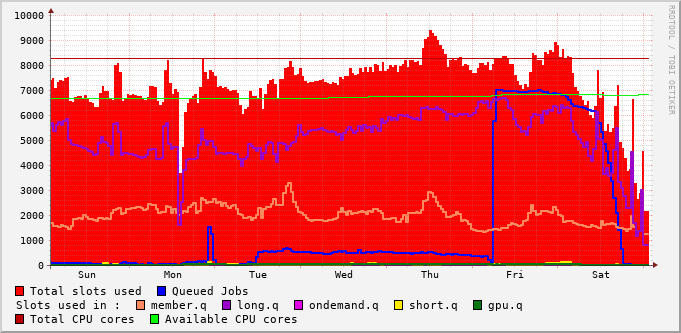 10000
9000
8000
7000
6000
5000
4000
3000
2000
1000
0
Sun Mon Tue Wed Thu Fri Sat
RRDTOOL / TOBI OETIKER
Total slots used Queued Jobs
Slots used in : member.q long.q ondemand.q short.q gpu.q
Total CPU cores Available CPU cores